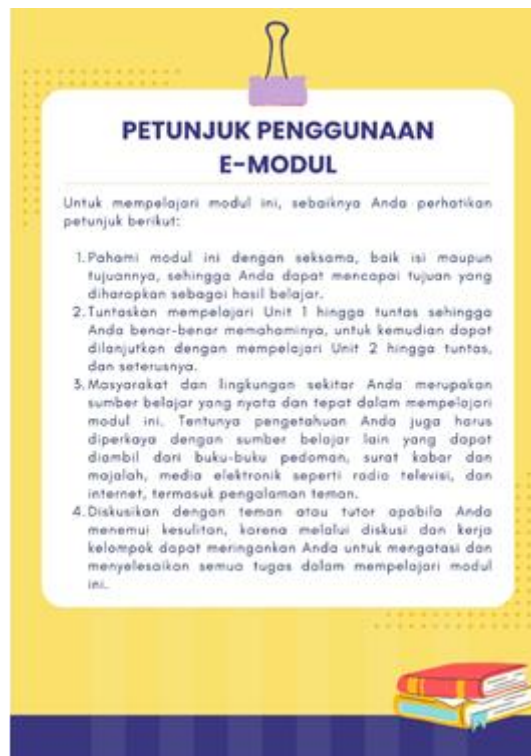 PETUNJUK PENGGUNAAN
E-MODUL
Untuk mempelajari modul ini, sebaiknya Anda perhatikan
petunjuk berikut:
1. Pahami modul ini dengan seksama, baik isi maupun
tujuannya, sehingga Anda dapat mencapai tujuan yang
diharapkan sebagai hasil belajar.
2. Tuntaskan mempelajari Unit 1 hingga tuntas sehingga
Anda benar-benar memahaminya, untuk kemudian dapat
dilanjutkan dengan mempelajari Unit 2 hingga tuntas,
dan seterusnya.
3. Masyarakat dan lingkungan sekitar Anda merupakan
sumber belajar yang nyata dan tepat dalam mempelajari
modul ini. Tentunya pengetahuan Anda juga harus
diperkaya dengan sumber belajar lain yang dapat
diambil dari buku-buku pedoman, surat kabar dan
majalah, media elektronik seperti radio televisi, dan
internet, termasuk pengalaman teman.
4. Diskusikan dengan teman atau tutor apabila Anda
menemui kesulitan, karena melalui diskusi dan kerja
kelompok dapat meringankan Anda untuk mengatasi dan
menyelesaikan semua tugas dalam mempelajari modul
ini.